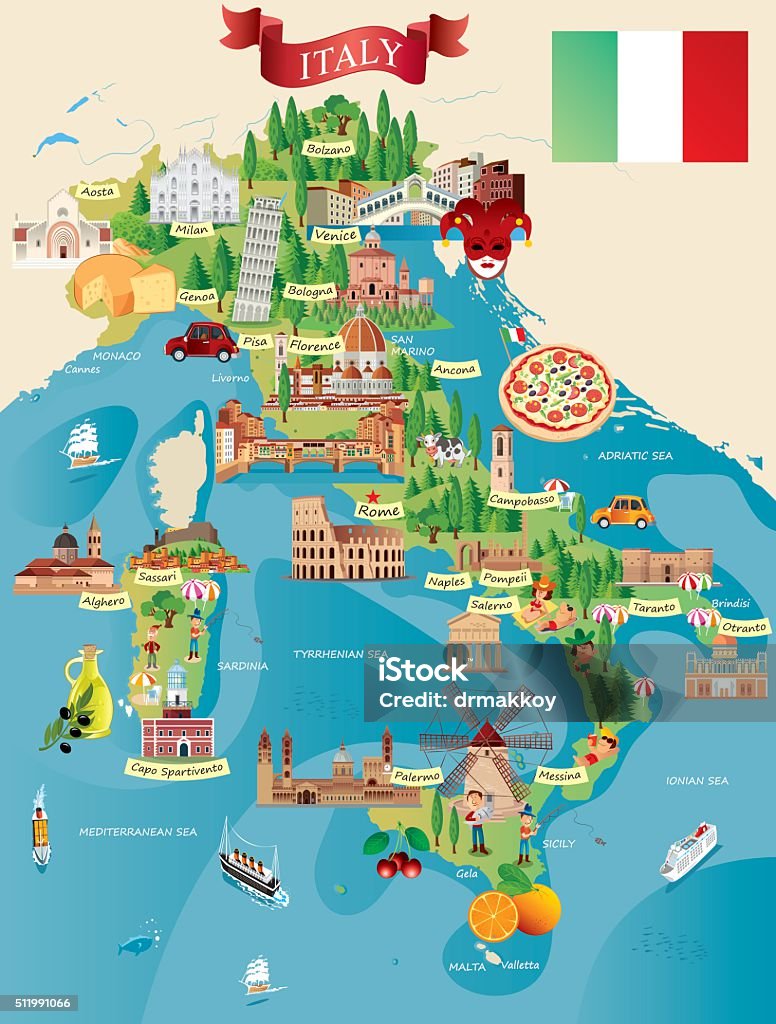 ITALY
Bolzano
Aosta
Milan
Venice
Genoa
Bologna
Pisa
Florence
SAN
MARINO
MONACO
Cannes
Livorno
Ancona
ADRIATIC SEA
Campobasso
Rome
Sassari
Alghero
Naples
Pompeii
Salerno
Taranto
Brindisi
Otranto
SARDINIA
TYRRHENIAN SEA
iStock
Credit: drmakkoy
Capo Spartivento
Palermo
Messina
IONIAN SEA
MEDITERRANEAN SEA
SICILY
Gela
MALTA
Valletta
511991066